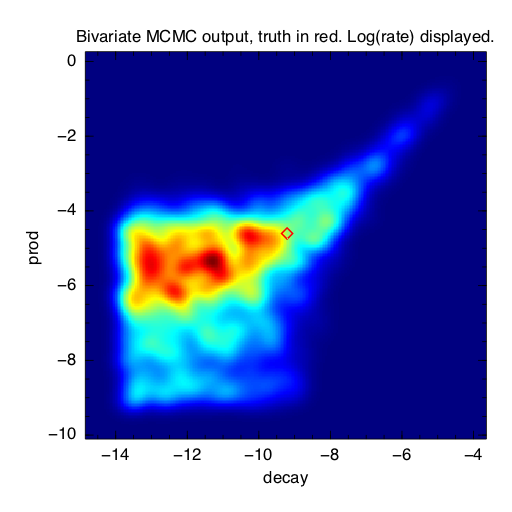 Bivariate MCMC output, truth in red. Log(rate) displayed.
0
−2
−4
−6
−8
−10
prod
−14 −12 −10 −8 −6 −4
decay